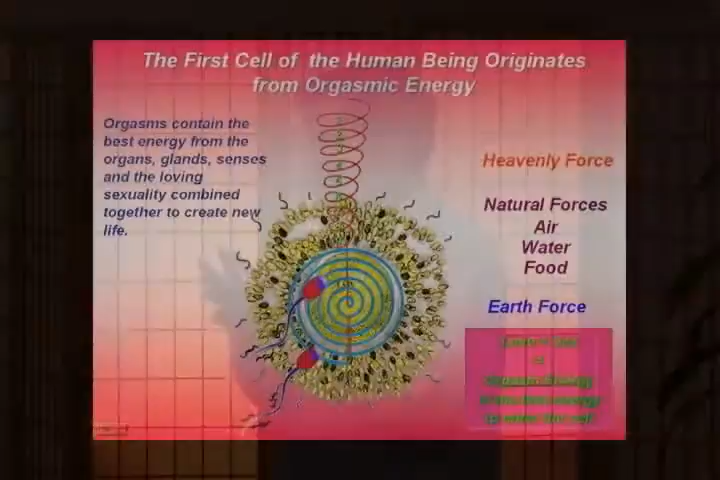 The First Cell of the Human Being Originates
from Orgasmic Energy
Orgasms contain the
best energy from the
organs, glands, senses
and the loving
sexuality combined
together to create new
life.
Heavenly Force
Natural Forces
Air
Water
Food
Earth Force
=
Orgasm Energy